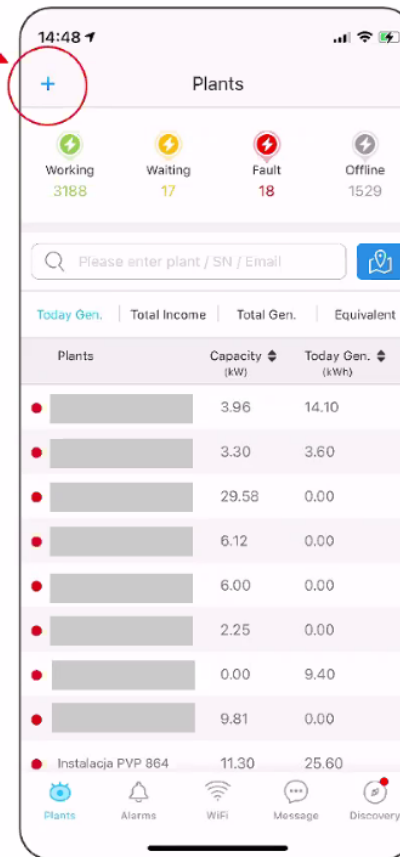 14:48
+
Plants
Working Waiting Fault Offline
3188 17 18 1529
Please enter plant / SN / Email
Today Gen. Total Income Total Gen. Equivalent
Plants Capacity Today Gen.
(kW) (kWh)
3.96 14.10
3.30 3.60
29.58 0.00
6.12 0.00
6.00 0.00
2.25 0.00
0.00 9.40
9.81 0.00
Instalacja PVP 864 11.30 25.60
Plants Alarms WiFi Message Discovery